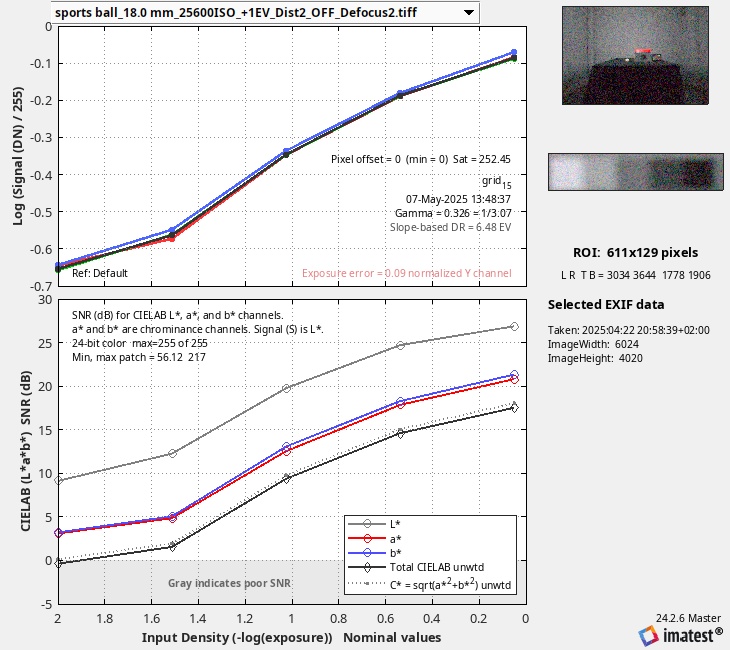 sports ball_18.0 mm_25600ISO_+1EV_Dist2_OFF_Defocus2.tiff
0
-0.1
-0.2
-0.3
-0.4
-0.5
-0.6
-0.7
Log (Signal (DN) / 255)
Pixel offset = 0  (min = 0)  Sat = 252.45
grid15
07-May-2025 13:48:37
Gamma = 0.326 = 1/3.07
Slope-based DR = 6.48 EV
Ref: Default
Exposure error = 0.09 normalized Y channel
ROI:  611x129 pixels
L R  T B = 3034 3644  1778 1906
Selected EXIF data
Taken: 2025:04:22 20:58:39+02:00
ImageWidth:  6024
ImageHeight:  4020
30
25
20
15
10
5
0
-5
CIELAB (L*a*b*)  SNR (dB)
SNR (dB) for CIELAB L*, a*, and b* channels.
a* and b* are chrominance channels. Signal (S) is L*.
24-bit color  max=255 of 255
Min, max patch = 56.12  217
L*
a*
b*
Total CIELAB unwtd
C* = sqrt(a*2+b*2) unwtd
Gray indicates poor SNR
2
1.8
1.6
1.4
1.2
1
0.8
0.6
0.4
0.2
0
Input Density (-log(exposure))   Nominal values
24.2.6 Master
imatest®